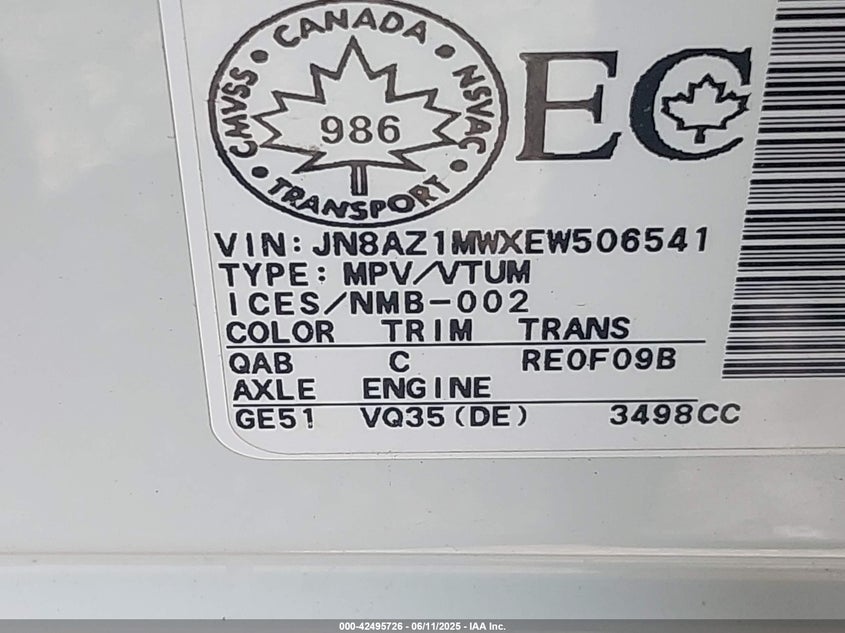 CANADA
CMVSS
NSVAC
986
TRANSPORT
EC
VIN: JN8AZ1MWXEW506541
TYPE: MPV/VTUM
ICES/NMB-002
COLOR TRIM TRANS
QAB C RE0F09B
AXLE ENGINE
GE51 VQ35(DE) 3498CC
000-42495726 - 06/11/2025 - IAA Inc.